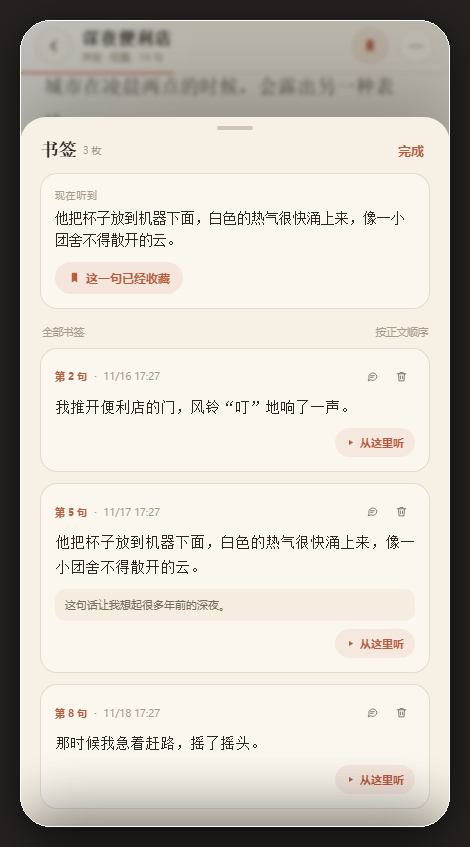 深夜便利店
城市在凌晨两点的时候，会露出另一种表
书签 3 枚
完成
现在听到
他把杯子放到机器下面，白色的热气很快涌上来，像一小
团舍不得散开的云。
这一句已经收藏
全部书签
按正文顺序
第 2 句 · 11/16 17:27
我推开便利店的门，风铃“叮”地响了一声。
从这里听
第 5 句 · 11/17 17:27
他把杯子放到机器下面，白色的热气很快涌上来，像一
小团舍不得散开的云。
这句话让我想起很多年前的深夜。
从这里听
第 8 句 · 11/18 17:27
那时候我急着赶路，摇了摇头。
从这里听